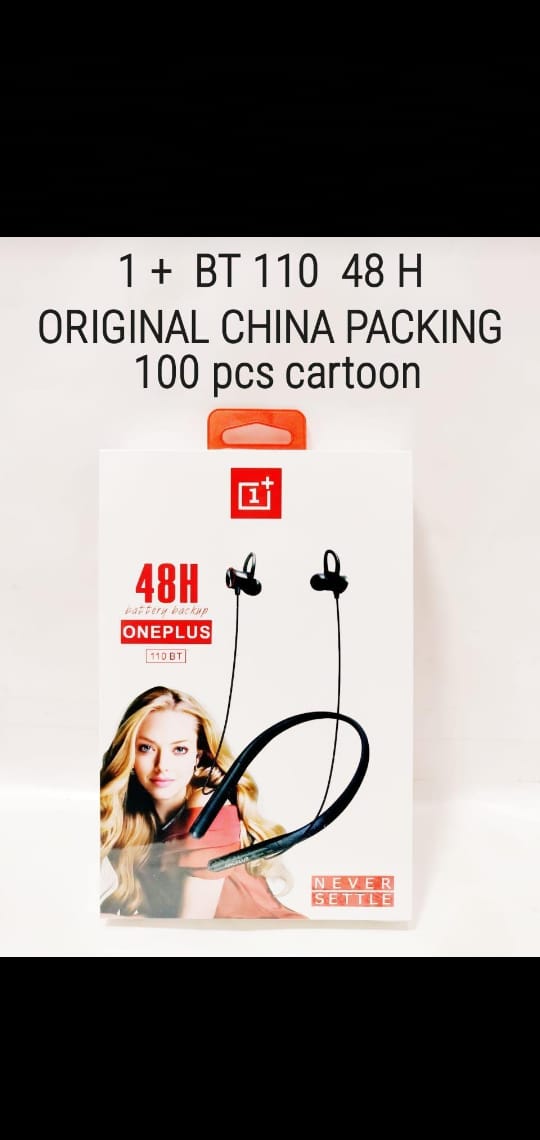 1 + BT 110 48 H
ORIGINAL CHINA PACKING
100 pcs cartoon
1+
48H
battery backup
ONEPLUS
110 BT
NEVER
SETTLE